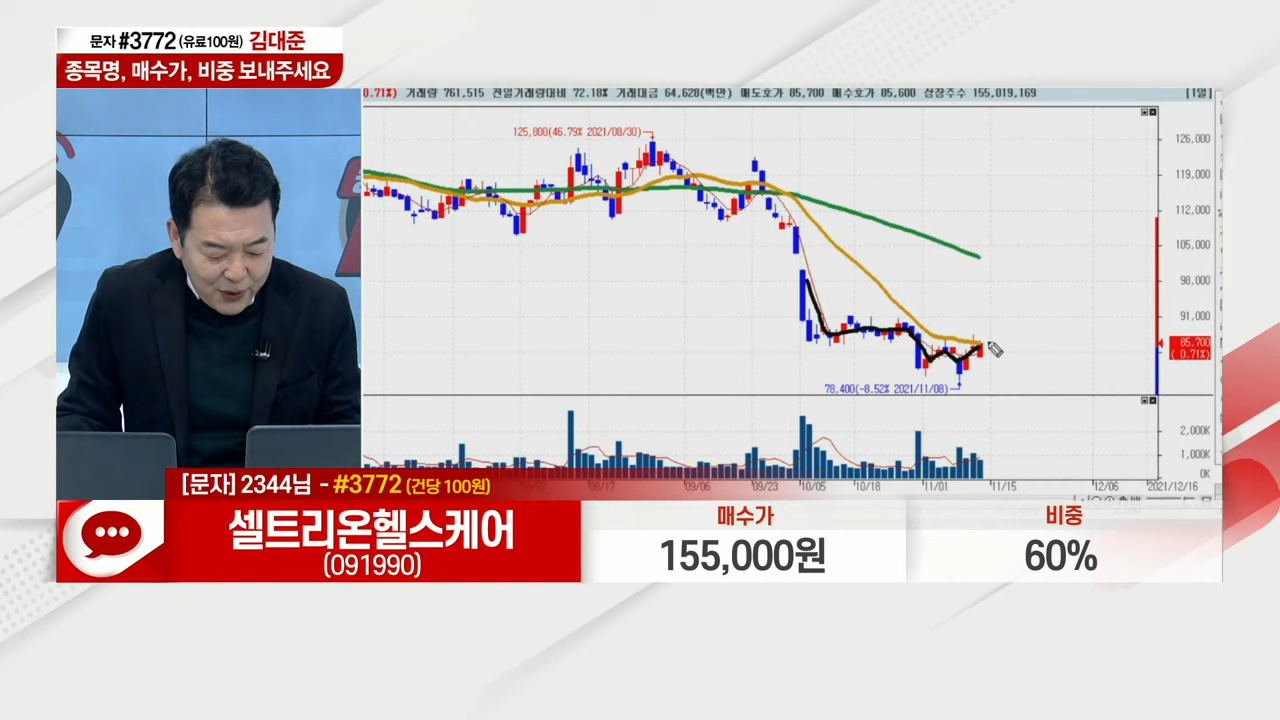 문자 #3772 (유료100원) 김대준
종목명, 매수가, 비중 보내주세요
0.71%) 거래량 761,515 전일거래량대비 72.18% 거래대금 64,628(백만) 매도호가 85,700 매수호가 85,600 상장주수 155,019,169 [1일]
125,800(46.79% 2021/08/30)
126,000
119,000
112,000
105,000
98,000
91,000
85,700
( 0.71%)
78,400(-8.52% 2021/11/08)
2,000K
1,000K
0K
08/17 09/06 09/23 10/05 10/18 11/01 11/15 12/06 2021/12/16
[문자] 2344님 - #3772 (건당 100원)
셀트리온헬스케어
(091990)
매수가
155,000원
비중
60%